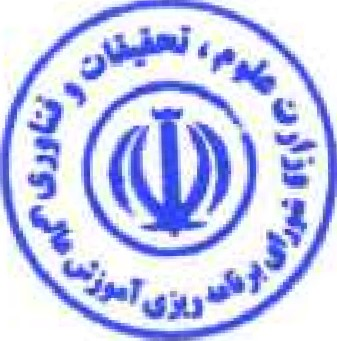 وزارت علوم، تحقیقات و فناوری
شورای برنامه ریزی آموزش عالی